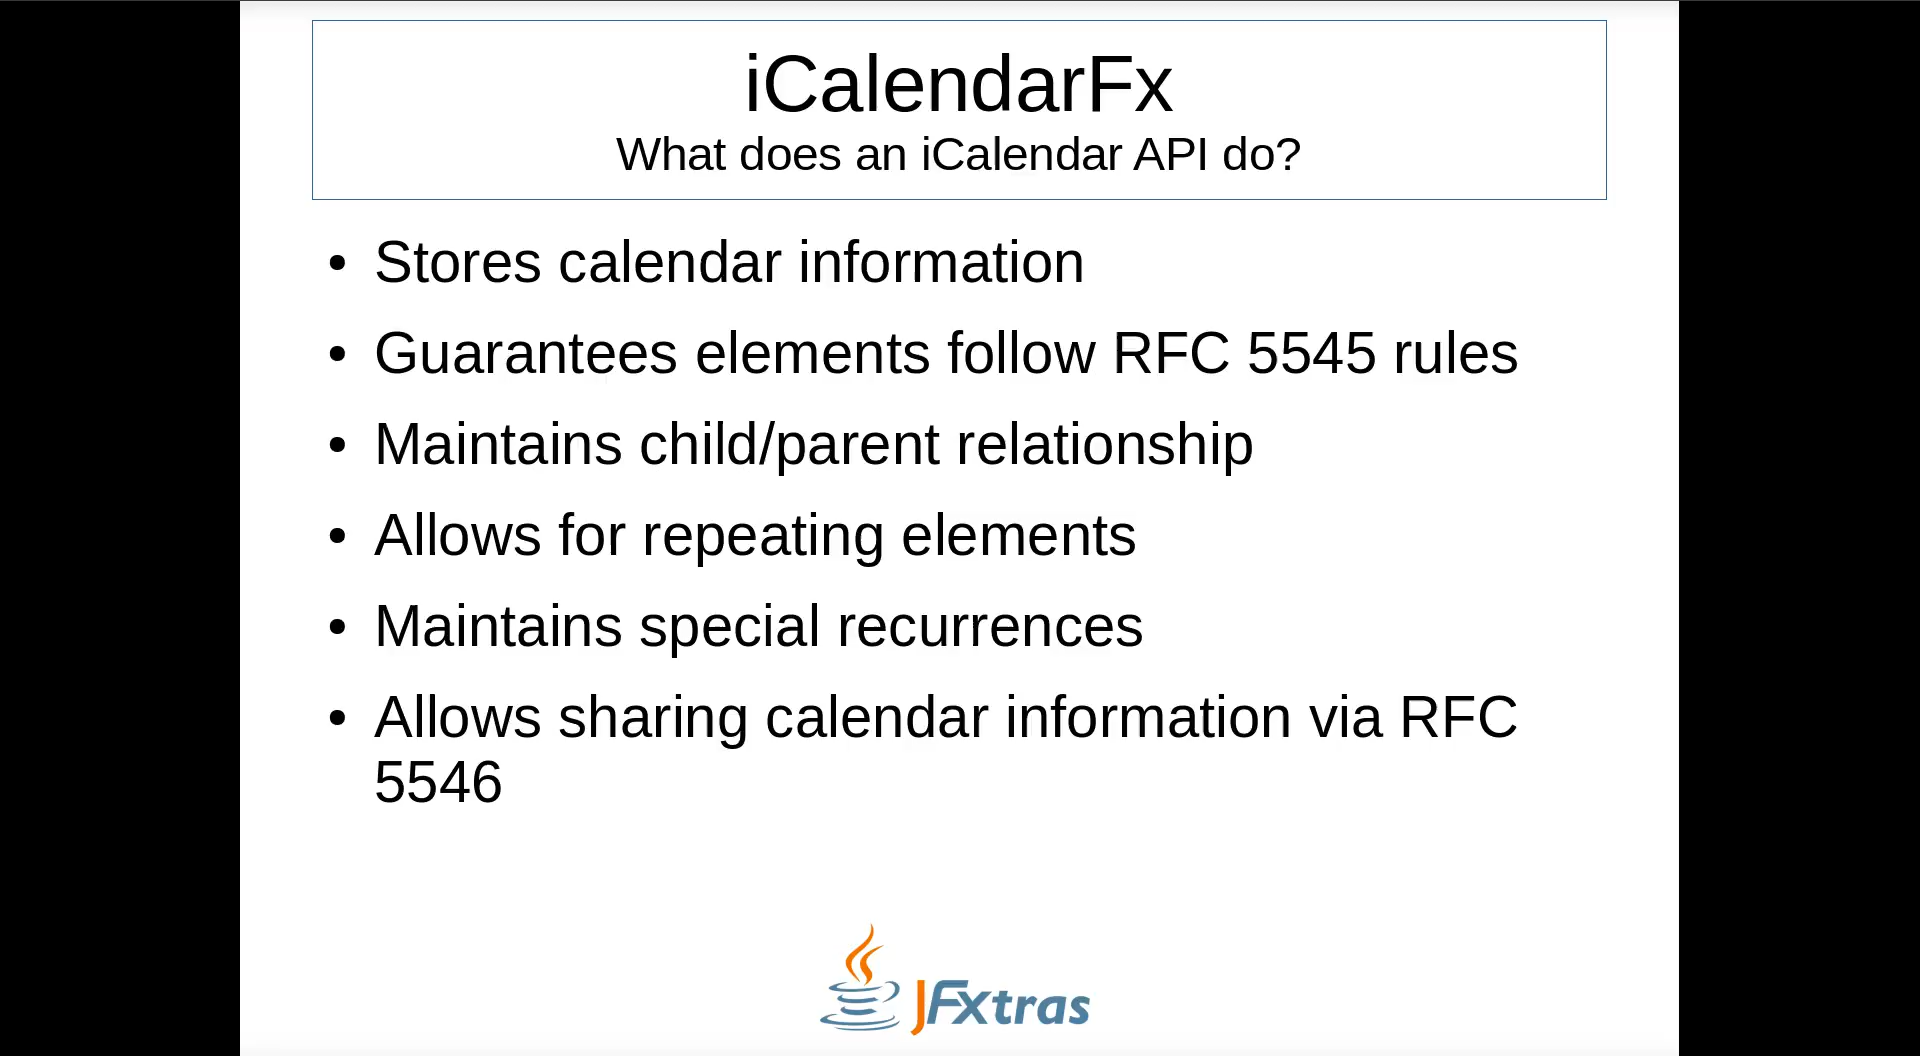 iCalendarFx
What does an iCalendar API do?
• Stores calendar information
• Guarantees elements follow RFC 5545 rules
• Maintains child/parent relationship
• Allows for repeating elements
• Maintains special recurrences
• Allows sharing calendar information via RFC
5546
JFXtras